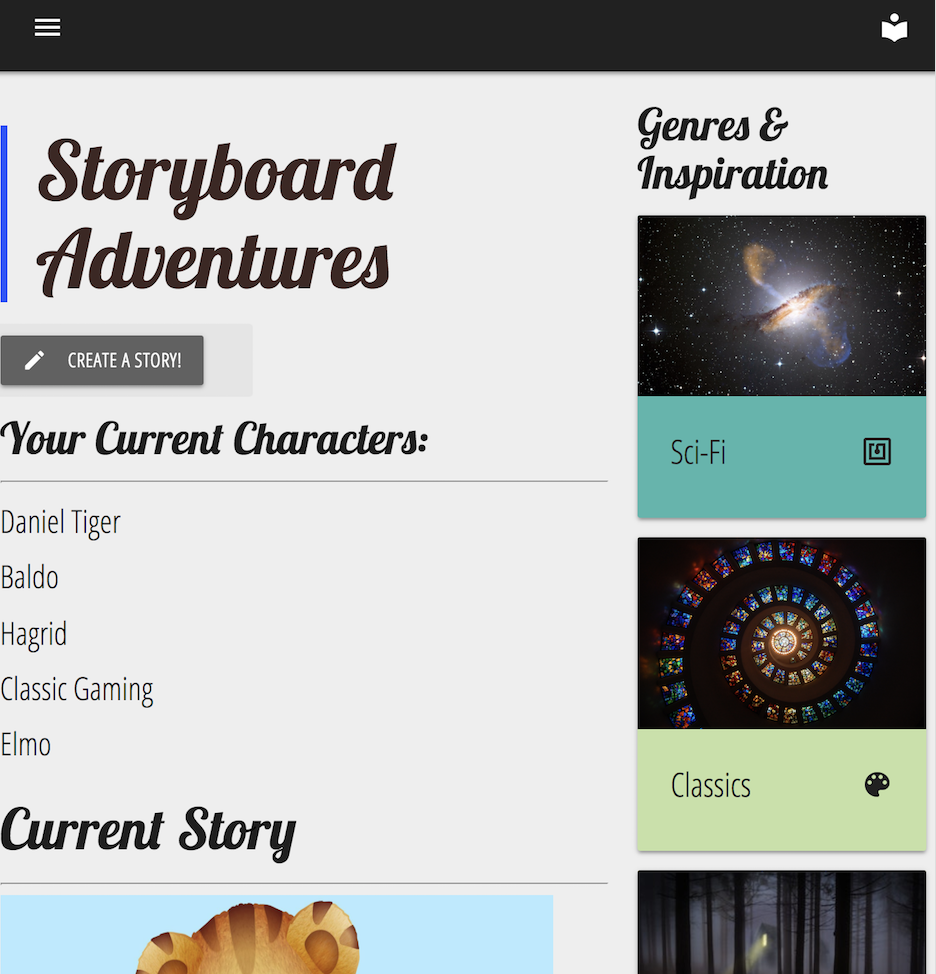 Storyboard
Adventures
CREATE A STORY!
Your Current Characters:
Daniel Tiger
Baldo
Hagrid
Classic Gaming
Elmo
Current Story
Genres &
Inspiration
Sci-Fi
Classics